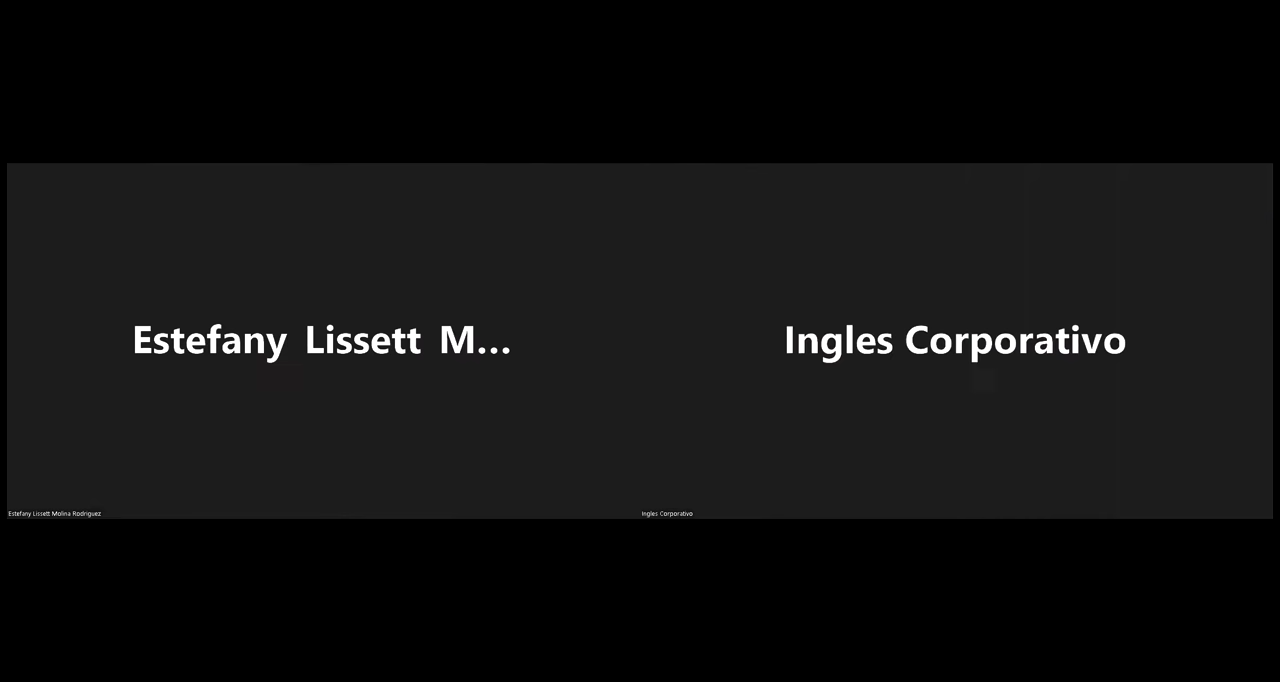 Estefany Lissett M...
Ingles Corporativo
Estefany Lissett Molina Rodriguez
Ingles Corporativo